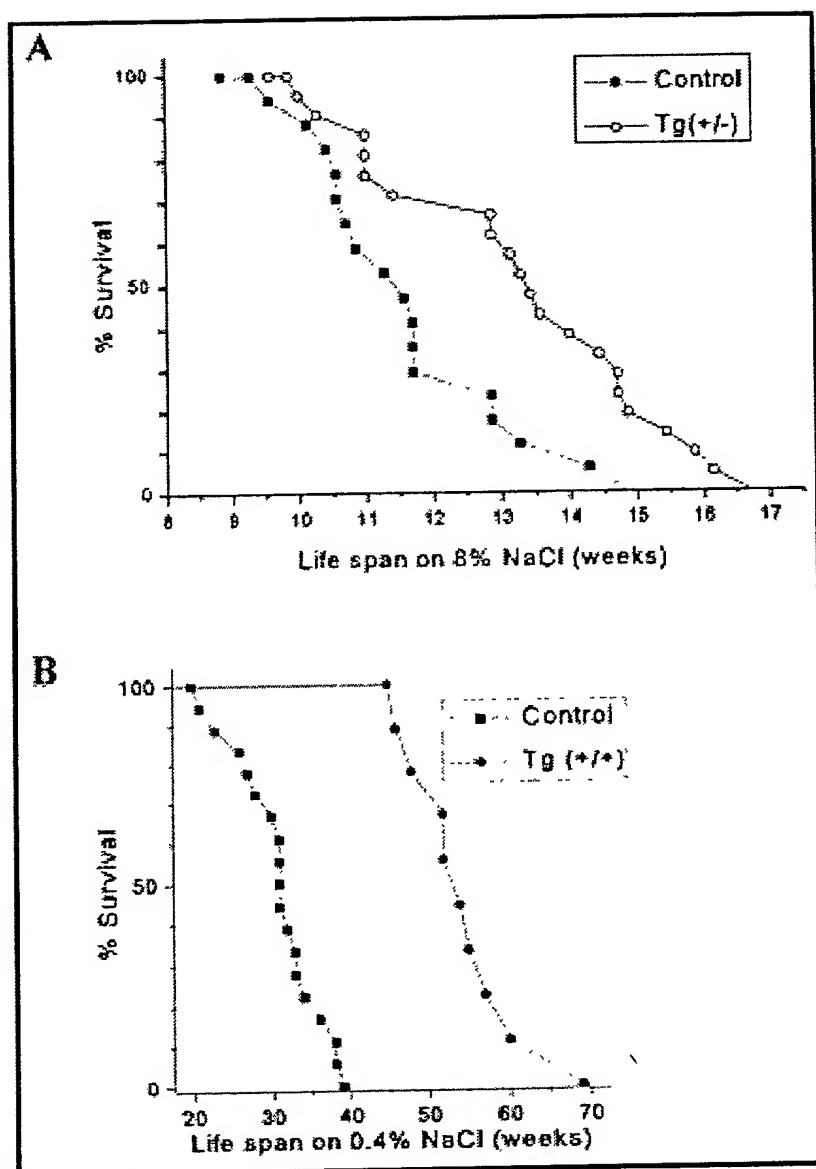 A
Control
Tg(+/-)
100
50
0
% Survival
8 9 10 11 12 13 14 15 16 17
Life span on 8% NaCl (weeks)
B
Control
Tg (+/+)
100
50
0
% Survival
20 30 40 50 60 70
Life span on 0.4% NaCl (weeks)